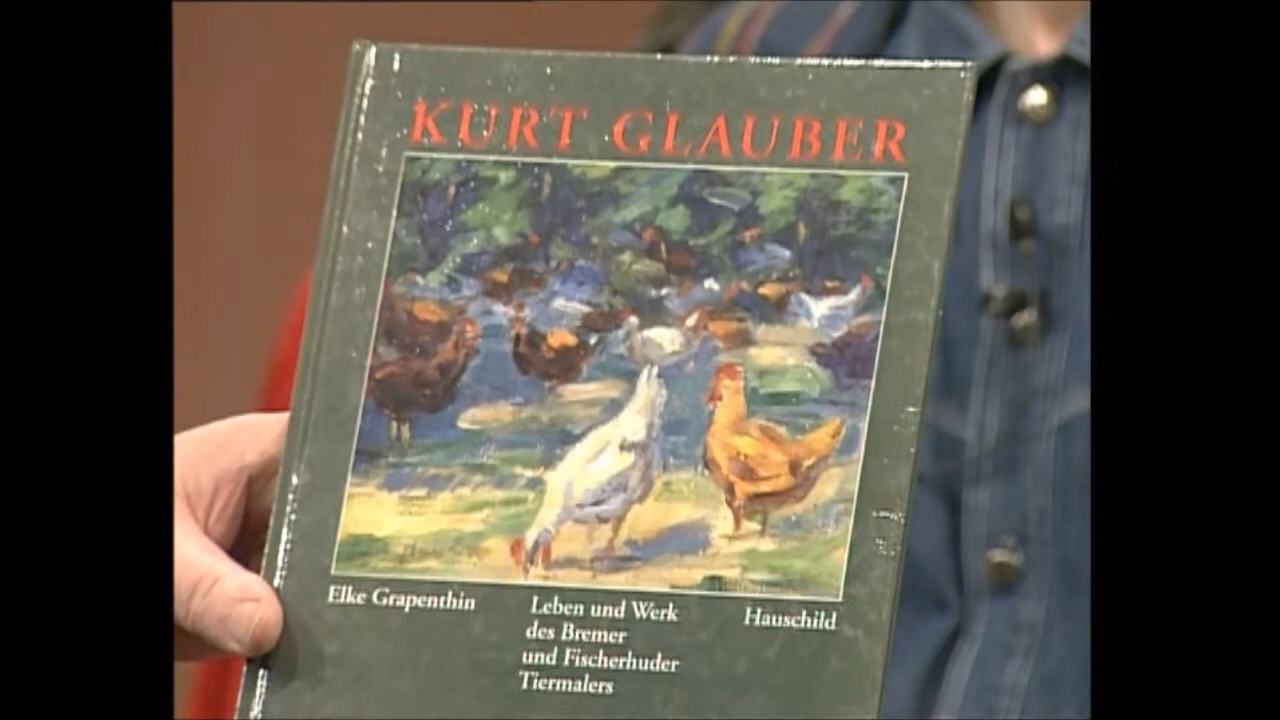 KURT GLAUBER
Elke Grapenthin
Leben und Werk
des Bremer
und Fischerhuder
Tiermalers
Hauschild